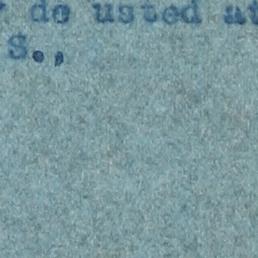 do usted at
S.,